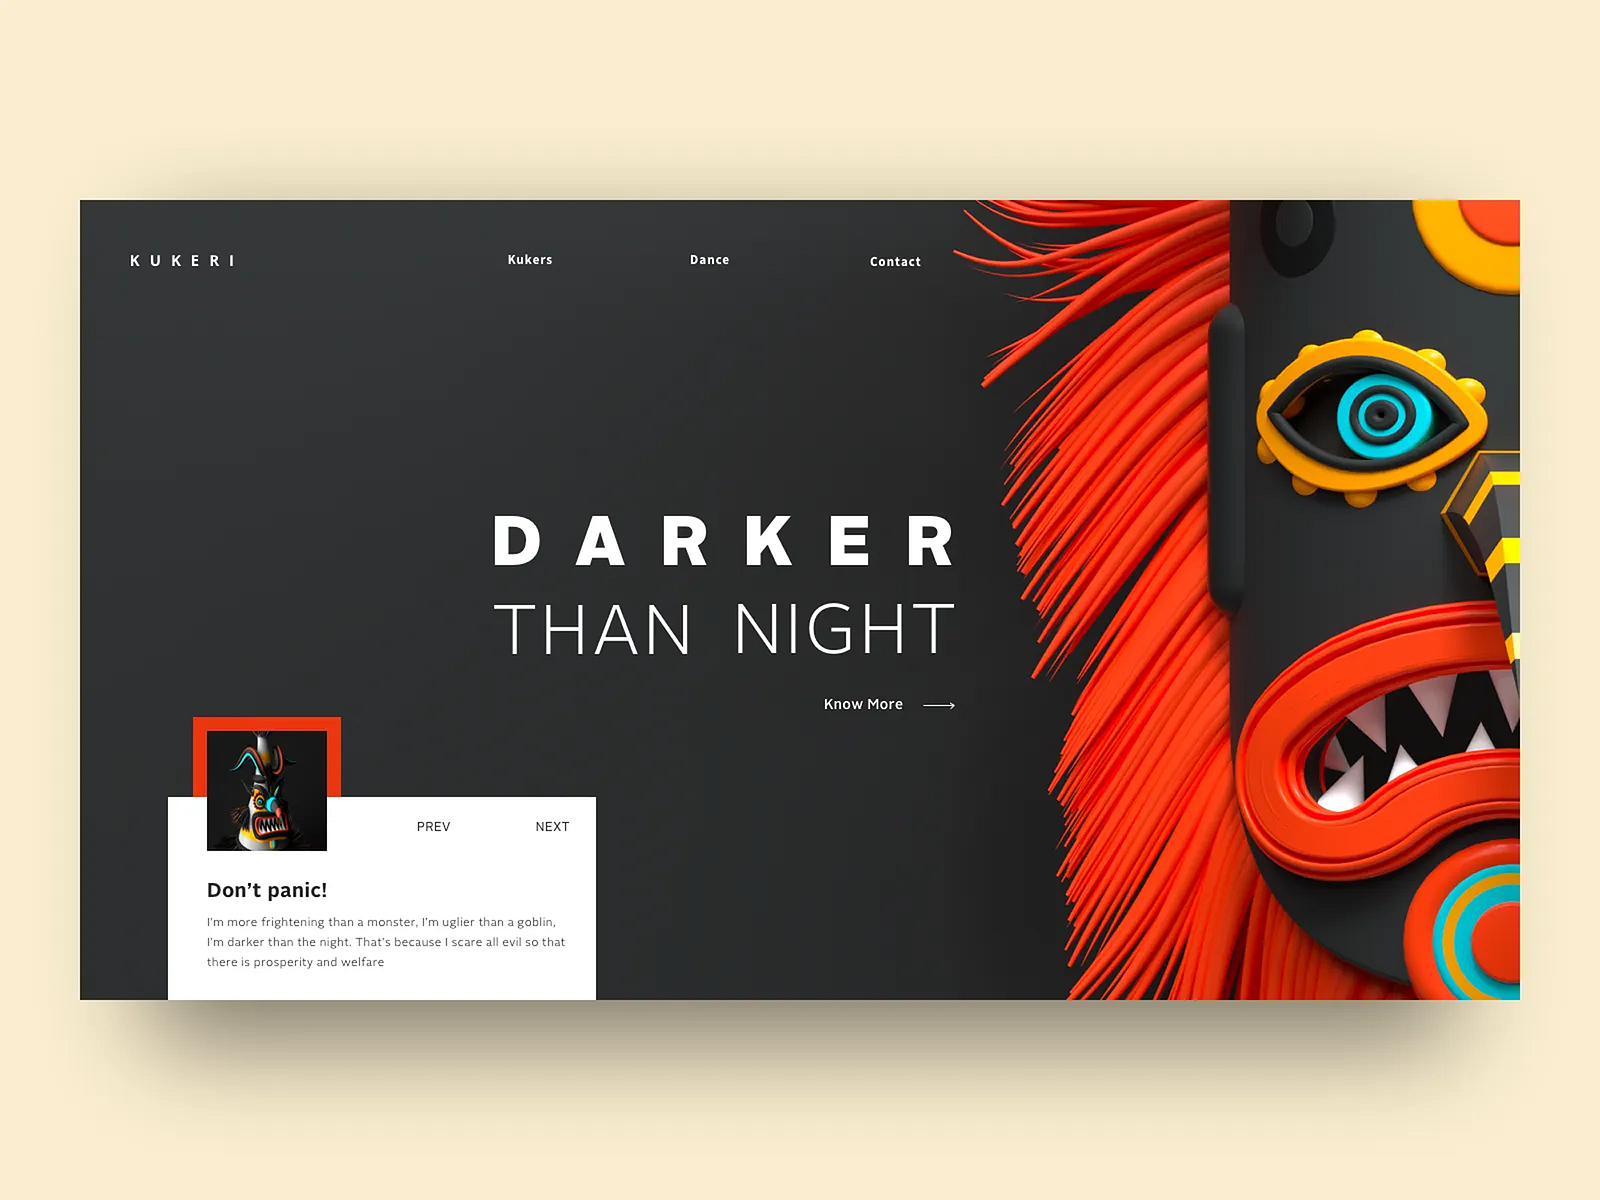 KUKERI
Kukers
Dance
Contact
DARKER
THAN NIGHT
Know More
PREV
NEXT
Don't panic!
I'm more frightening than a monster, I'm uglier than a goblin,
I'm darker than the night. That's because I scare all evil so that
there is prosperity and welfare